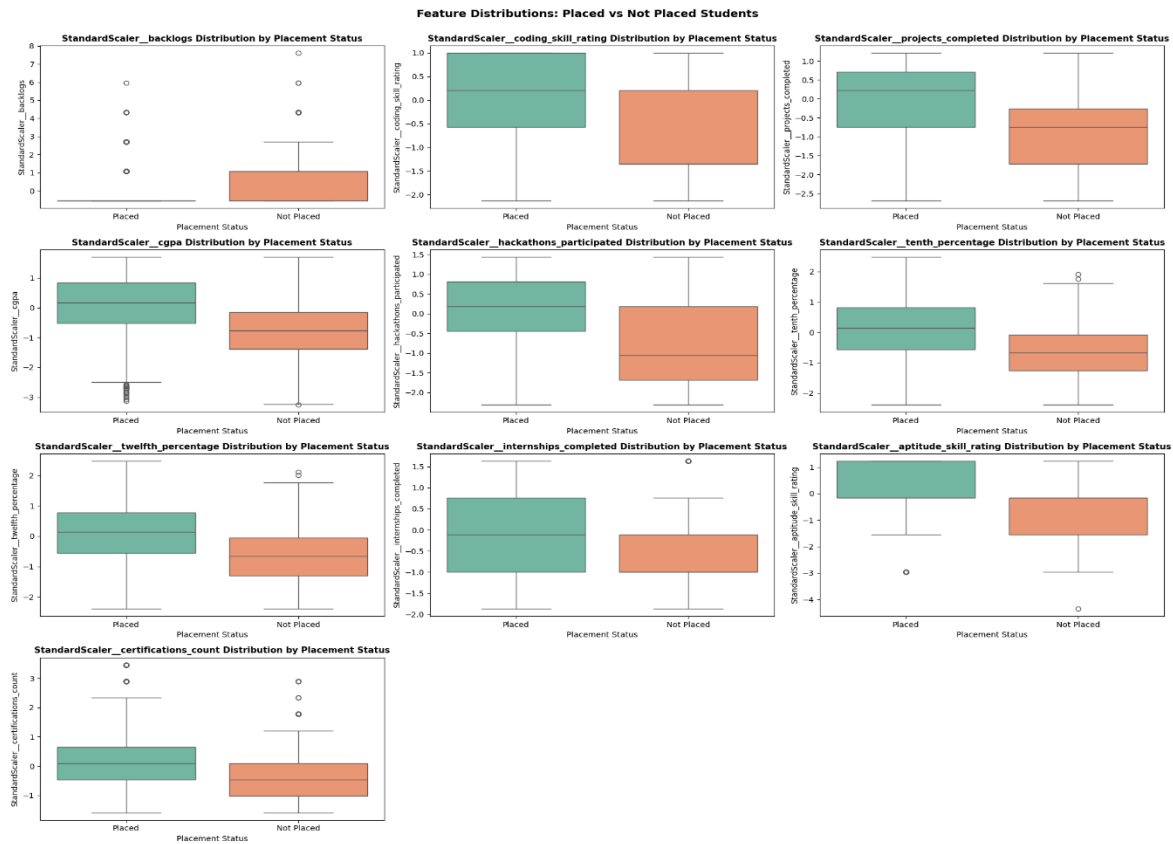 Feature Distributions: Placed vs Not Placed Students
StandardScaler__backlogs Distribution by Placement Status
StandardScaler__backlogs
8
7
6
5
4
3
2
1
0
Placed
Not Placed
Placement Status
StandardScaler__coding_skill_rating Distribution by Placement Status
StandardScaler__coding_skill_rating
1.0
0.5
0.0
−0.5
−1.0
−1.5
−2.0
Placed
Not Placed
Placement Status
StandardScaler__projects_completed Distribution by Placement Status
StandardScaler__projects_completed
1.0
0.5
0.0
−0.5
−1.0
−1.5
−2.0
−2.5
Placed
Not Placed
Placement Status
StandardScaler__cgpa Distribution by Placement Status
StandardScaler__cgpa
1
0
−1
−2
−3
Placed
Not Placed
Placement Status
StandardScaler__hackathons_participated Distribution by Placement Status
StandardScaler__hackathons_participated
1.5
1.0
0.5
0.0
−0.5
−1.0
−1.5
−2.0
Placed
Not Placed
Placement Status
StandardScaler__tenth_percentage Distribution by Placement Status
StandardScaler__tenth_percentage
2
1
0
−1
−2
Placed
Not Placed
Placement Status
StandardScaler__twelfth_percentage Distribution by Placement Status
StandardScaler__twelfth_percentage
2
1
0
−1
−2
Placed
Not Placed
Placement Status
StandardScaler__internships_completed Distribution by Placement Status
StandardScaler__internships_completed
1.5
1.0
0.5
0.0
−0.5
−1.0
−1.5
−2.0
Placed
Not Placed
Placement Status
StandardScaler__aptitude_skill_rating Distribution by Placement Status
StandardScaler__aptitude_skill_rating
1
0
−1
−2
−3
−4
Placed
Not Placed
Placement Status
StandardScaler__certifications_count Distribution by Placement Status
StandardScaler__certifications_count
3
2
1
0
−1
Placed
Not Placed
Placement Status